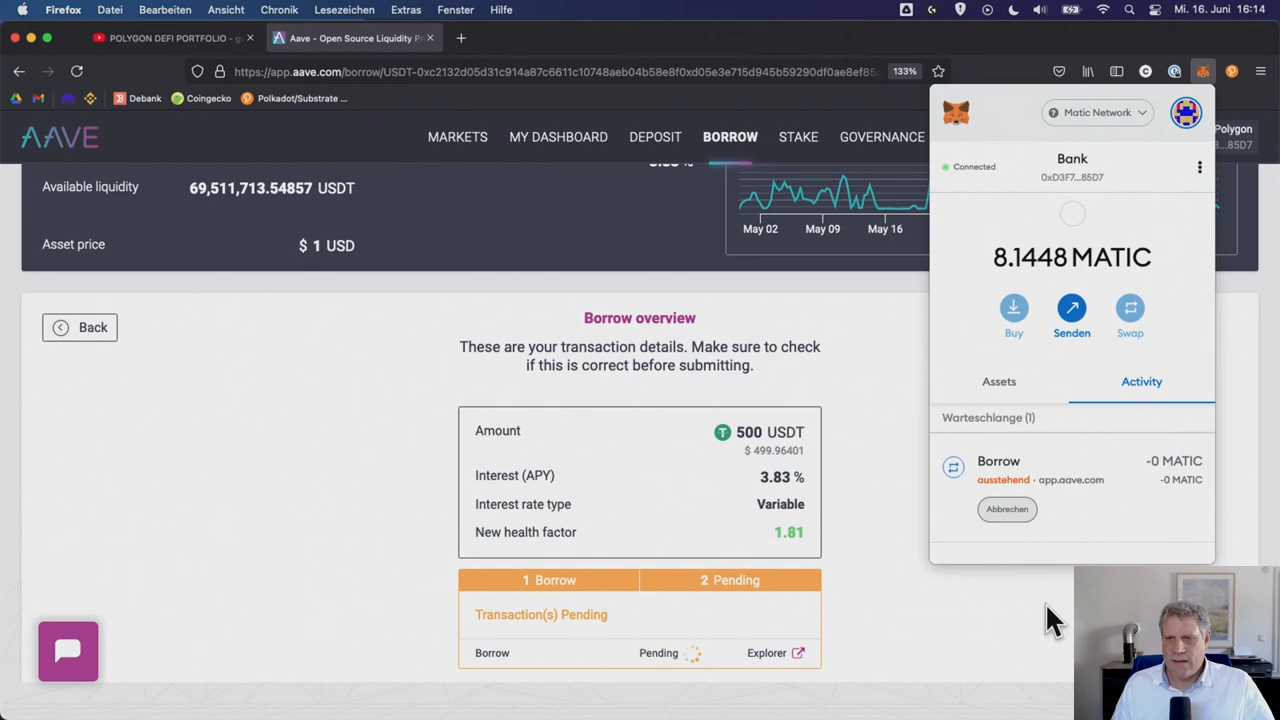 Firefox Datei Bearbeiten Ansicht Chronik Lesezeichen Extras Fenster Hilfe Mi. 16. Juni 16:14
POLYGON DEFI PORTFOLIO - Aave - Open Source Liquidity Pr
https://app.aave.com/borrow/USDT-0xc2132d05d31c914a87c6611c10748aeb04b58e8f0xd05e3e715d945b59290df0ae8ef85 133%
Debank Coingecko Polkadot/Substrate ...
AAVE MARKETS MY DASHBOARD DEPOSIT BORROW STAKE GOVERNANCE
Polygon
3...85D7
Matic Network
Connected
Bank
0xD3F7...85D7
8.1448 MATIC
Buy Senden Swap
Assets Activity
Warteschlange (1)
Borrow -0 MATIC
ausstehend · app.aave.com -0 MATIC
Abbrechen
Available liquidity 69,511,713.54857 USDT
Asset price $ 1 USD
May 02 May 09 May 16
Back
Borrow overview
These are your transaction details. Make sure to check
if this is correct before submitting.
Amount 500 USDT
$ 499.96401
Interest (APY) 3.83 %
Interest rate type Variable
New health factor 1.81
1 Borrow 2 Pending
Transaction(s) Pending
Borrow Pending Explorer